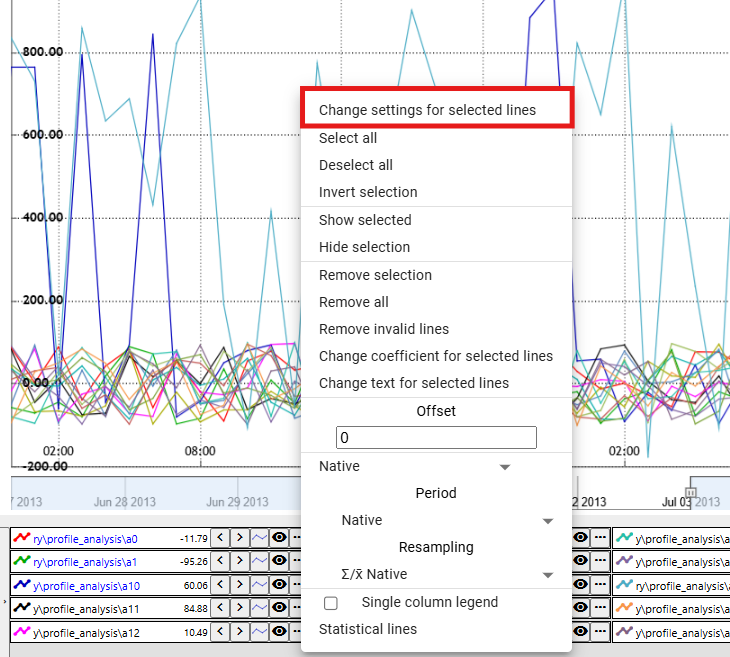 800.00
600.00
400.00
200.00
0.00
-200.00
02:00
08:00
02:00
7 2013
Jun 28 2013
Jun 29 2013
2 2013
Jul 03 2013
Change settings for selected lines
Select all
Deselect all
Invert selection
Show selected
Hide selection
Remove selection
Remove all
Remove invalid lines
Change coefficient for selected lines
Change text for selected lines
Offset
0
Native
Period
Native
Resampling
Σ/x̄ Native
Single column legend
Statistical lines
ry\profile_analysis\a0 -11.79 < > ...
ry\profile_analysis\a1 -95.26 < >
y\profile_analysis\a10 60.06 < >
y\profile_analysis\a11 84.88 < >
y\profile_analysis\a12 10.49 < >
y\profile_analysis\a
y\profile_analysis\a
ry\profile_analysis\a
y\profile_analysis\a
y\profile_analysis\a